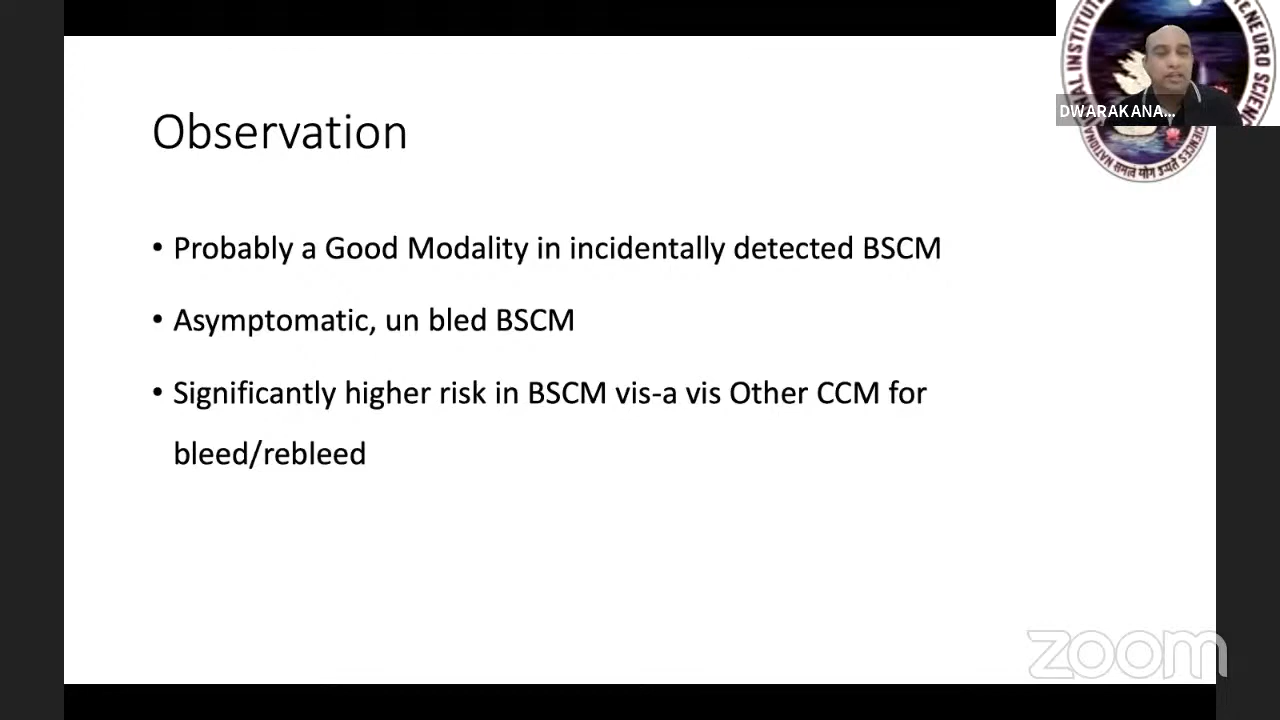 Observation
• Probably a Good Modality in incidentally detected BSCM
• Asymptomatic, un bled BSCM
• Significantly higher risk in BSCM vis-a vis Other CCM for
bleed/rebleed
DWARAKANA...
zoom